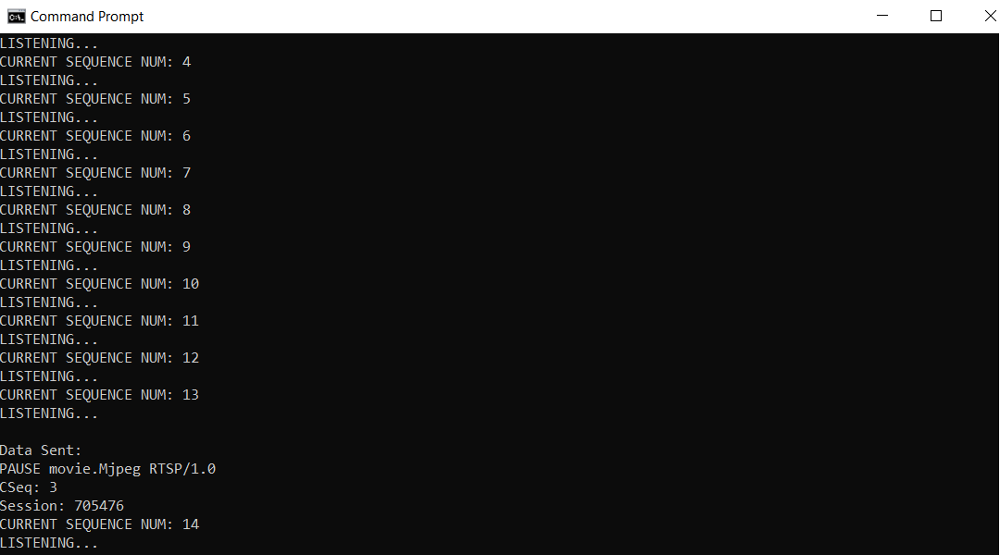 Command Prompt
LISTENING...
CURRENT SEQUENCE NUM: 4
LISTENING...
CURRENT SEQUENCE NUM: 5
LISTENING...
CURRENT SEQUENCE NUM: 6
LISTENING...
CURRENT SEQUENCE NUM: 7
LISTENING...
CURRENT SEQUENCE NUM: 8
LISTENING...
CURRENT SEQUENCE NUM: 9
LISTENING...
CURRENT SEQUENCE NUM: 10
LISTENING...
CURRENT SEQUENCE NUM: 11
LISTENING...
CURRENT SEQUENCE NUM: 12
LISTENING...
CURRENT SEQUENCE NUM: 13
LISTENING...

Data Sent:
PAUSE movie.Mjpeg RTSP/1.0
CSeq: 3
Session: 705476
CURRENT SEQUENCE NUM: 14
LISTENING...